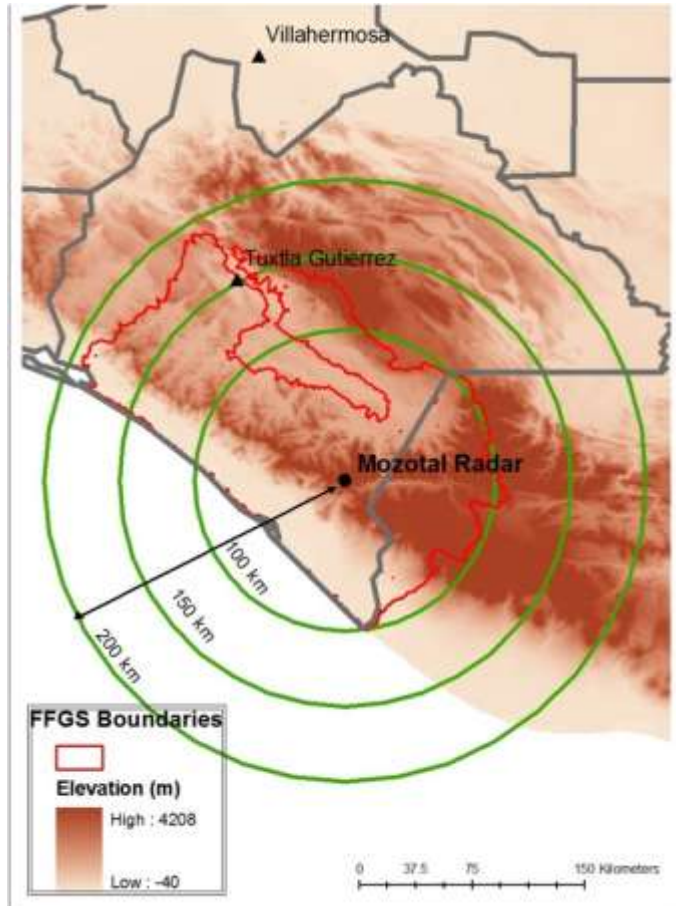 Villahermosa
Tuxtla Gutierrez
Mozotal Radar
100 km
150 km
200 km
FFGS Boundaries
Elevation (m)
High : 4208
Low : -40
0 37.5 75 150 Kilometers